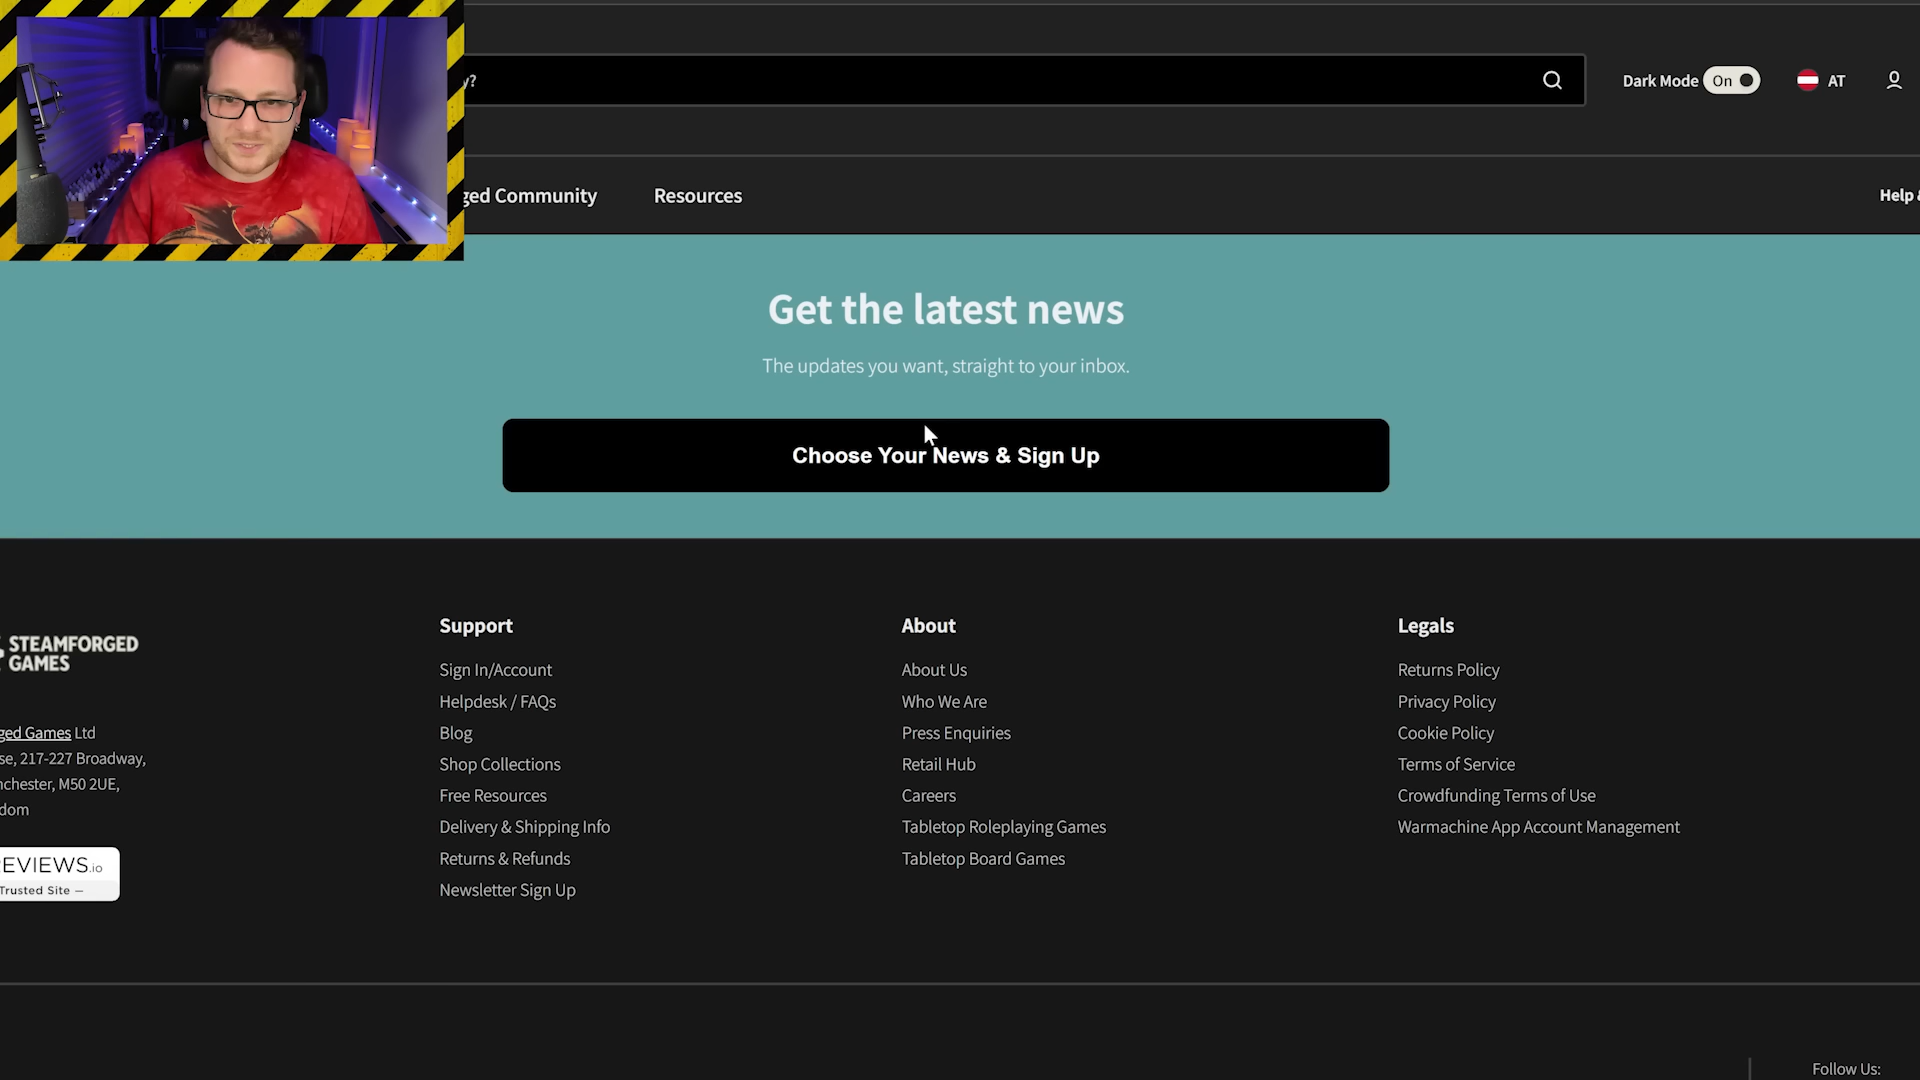 y?
Dark Mode On
AT
ged Community
Resources
Help &
Get the latest news
The updates you want, straight to your inbox.
Choose Your News & Sign Up
STEAMFORGED
GAMES
ged Games Ltd
se, 217-227 Broadway,
nchester, M50 2UE,
dom
EVIEWS.io
Trusted Site —
Support
Sign In/Account
Helpdesk / FAQs
Blog
Shop Collections
Free Resources
Delivery & Shipping Info
Returns & Refunds
Newsletter Sign Up
About
About Us
Who We Are
Press Enquiries
Retail Hub
Careers
Tabletop Roleplaying Games
Tabletop Board Games
Legals
Returns Policy
Privacy Policy
Cookie Policy
Terms of Service
Crowdfunding Terms of Use
Warmachine App Account Management
Follow Us: